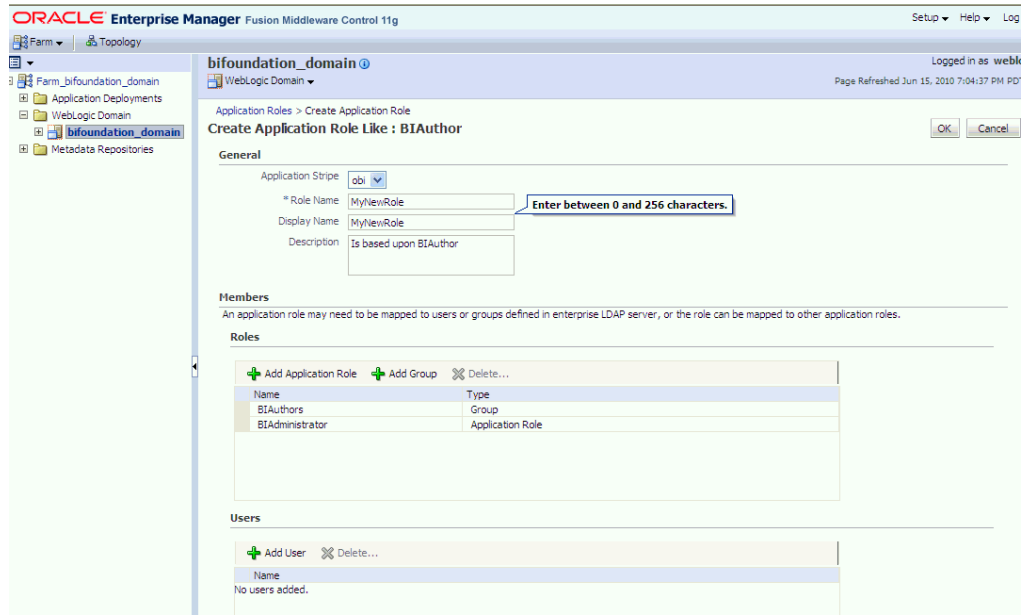 ORACLE Enterprise Manager Fusion Middleware Control 11g
Setup Help Log
Farm Topology
bifoundation_domain
Logged in as weblo
WebLogic Domain
Page Refreshed Jun 15, 2010 7:04:37 PM PDT
Farm_bifoundation_domain
Application Deployments
WebLogic Domain
bifoundation_domain
Metadata Repositories
Application Roles > Create Application Role
Create Application Role Like : BIAuthor
OK Cancel
General
Application Stripe obi
* Role Name MyNewRole
Enter between 0 and 256 characters.
Display Name MyNewRole
Description Is based upon BIAuthor
Members
An application role may need to be mapped to users or groups defined in enterprise LDAP server, or the role can be mapped to other application roles.
Roles
Add Application Role Add Group Delete...
Name Type
BIAuthors Group
BIAdministrator Application Role
Users
Add User Delete...
Name
No users added.